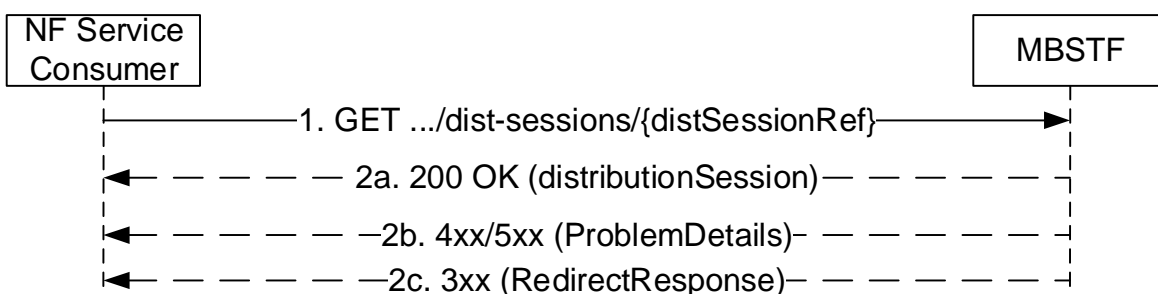 NF Service
Consumer
MBSTF
1. GET .../dist-sessions/{distSessionRef}
2a. 200 OK (distributionSession)
2b. 4xx/5xx (ProblemDetails)
2c. 3xx (RedirectResponse)